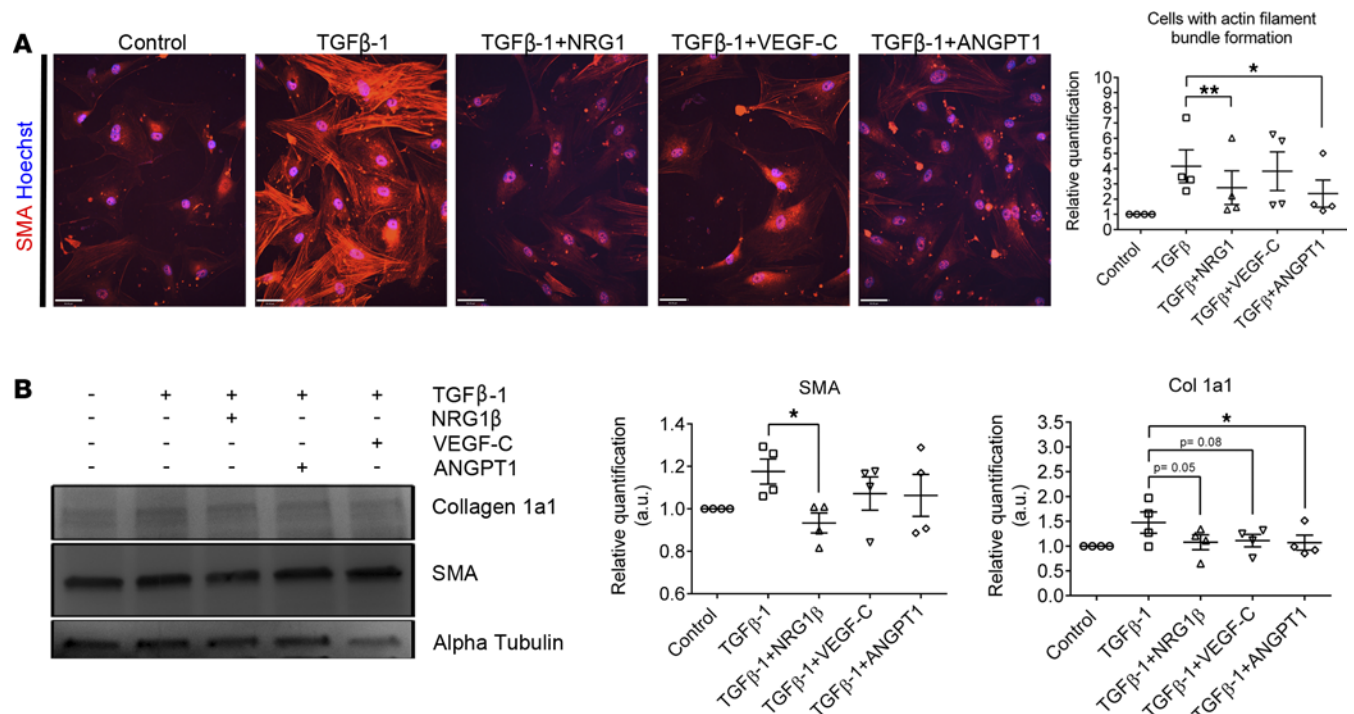 A
Control
TGFβ-1
TGFβ-1+NRG1
TGFβ-1+VEGF-C
TGFβ-1+ANGPT1
SMA Hoechst
Cells with actin filament
bundle formation
Relative quantification
10
9
8
7
6
5
4
3
2
1
0
**
*
Control
TGFβ
TGFβ+NRG1
TGFβ+VEGF-C
TGFβ+ANGPT1
B
- + + + + TGFβ-1
- - + - - NRG1β
- - - - + VEGF-C
- - - + - ANGPT1
Collagen 1a1
SMA
Alpha Tubulin
SMA
Relative quantification
(a.u.)
1.4
1.2
1.0
0.8
0.6
*
Control
TGFβ-1
TGFβ-1+NRG1β
TGFβ-1+VEGF-C
TGFβ-1+ANGPT1
Col 1a1
Relative quantification
(a.u.)
3.5
3.0
2.5
2.0
1.5
1.0
0.5
0.0
*
p= 0.08
p= 0.05
Control
TGFβ-1
TGFβ-1+NRG1β
TGFβ-1+VEGF-C
TGFβ-1+ANGPT1